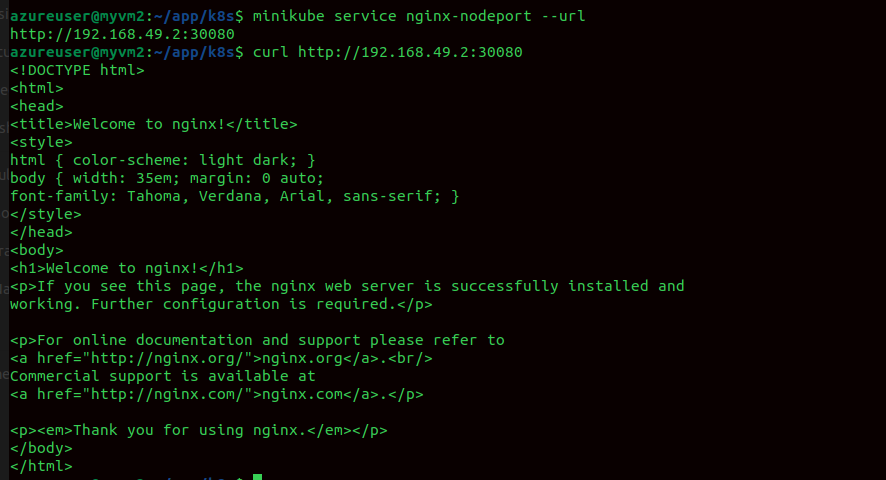 azureuser@myvm2:~/app/k8s$ minikube service nginx-nodeport --url
http://192.168.49.2:30080
azureuser@myvm2:~/app/k8s$ curl http://192.168.49.2:30080
<!DOCTYPE html>
<html>
<head>
<title>Welcome to nginx!</title>
<style>
html { color-scheme: light dark; }
body { width: 35em; margin: 0 auto;
font-family: Tahoma, Verdana, Arial, sans-serif; }
</style>
</head>
<body>
<h1>Welcome to nginx!</h1>
<p>If you see this page, the nginx web server is successfully installed and
working. Further configuration is required.</p>

<p>For online documentation and support please refer to
<a href="http://nginx.org/">nginx.org</a>.<br/>
Commercial support is available at
<a href="http://nginx.com/">nginx.com</a>.</p>

<p><em>Thank you for using nginx.</em></p>
</body>
</html>